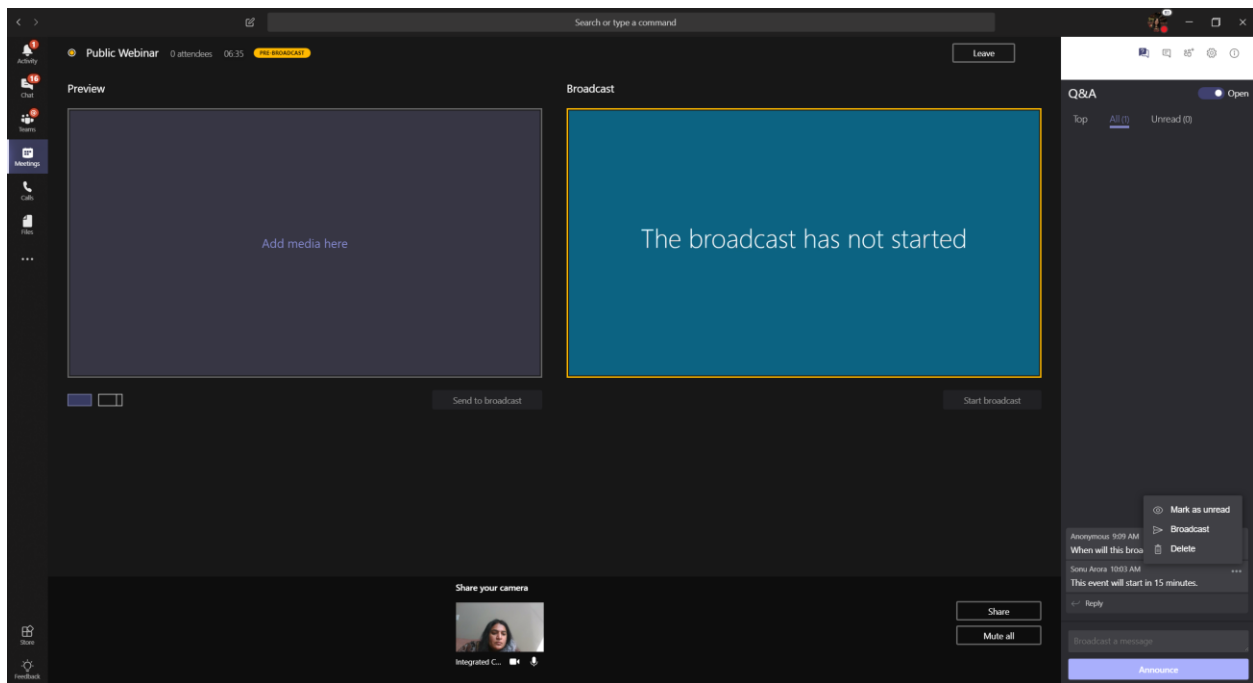 Search or type a command
Activity
1
Chat
16
Teams
Meetings
Calls
Files
Store
Feedback
Public Webinar 0 attendees 06:35 PRE-BROADCAST
Leave
Preview
Broadcast
Add media here
The broadcast has not started
Send to broadcast
Start broadcast
Share your camera
Integrated C...
Share
Mute all
Q&A
Open
Top All (1) Unread (0)
Mark as unread
Broadcast
Delete
Anonymous 9:09 AM
When will this broa
Sonu Arora 10:03 AM
This event will start in 15 minutes.
Reply
Broadcast a message
Announce